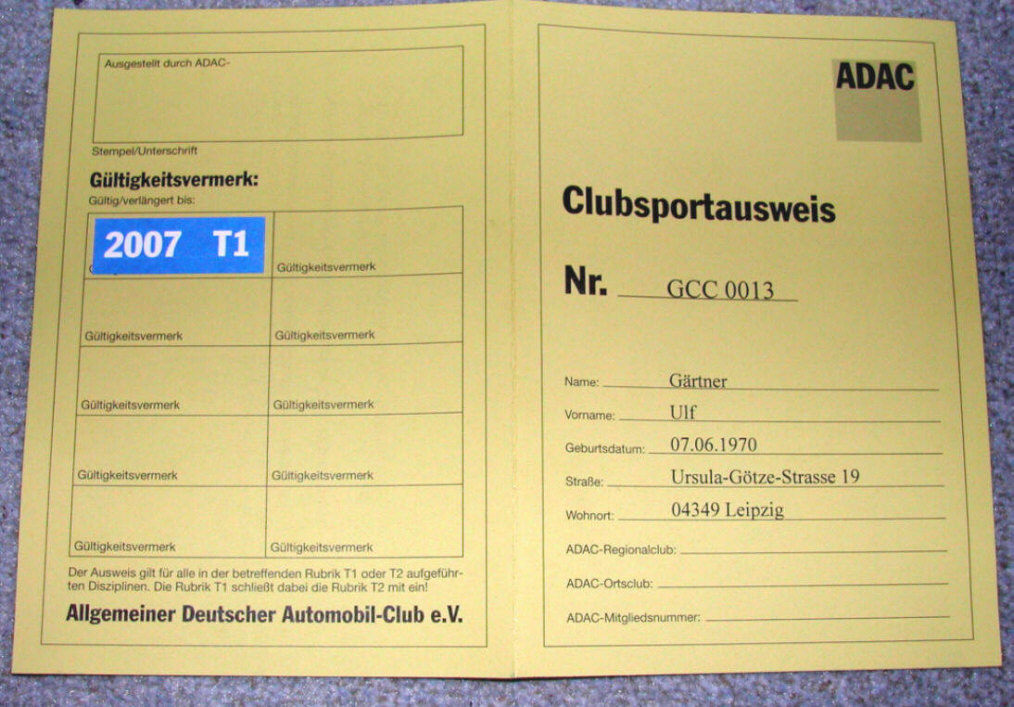 Ausgestellt durch ADAC-
Stempel/Unterschrift
Gültigkeitsvermerk:
Gültig/verlängert bis:
2007 T1
Gültigkeitsvermerk
Gültigkeitsvermerk
Gültigkeitsvermerk
Gültigkeitsvermerk
Gültigkeitsvermerk
Gültigkeitsvermerk
Gültigkeitsvermerk
Gültigkeitsvermerk
Gültigkeitsvermerk
Der Ausweis gilt für alle in der betreffenden Rubrik T1 oder T2 aufgeführ-
ten Disziplinen. Die Rubrik T1 schließt dabei die Rubrik T2 mit ein!
Allgemeiner Deutscher Automobil-Club e.V.
ADAC
Clubsportausweis
Nr. GCC 0013
Name: Gärtner
Vorname: Ulf
Geburtsdatum: 07.06.1970
Straße: Ursula-Götze-Strasse 19
Wohnort: 04349 Leipzig
ADAC-Regionalclub:
ADAC-Ortsclub:
ADAC-Mitgliedsnummer: